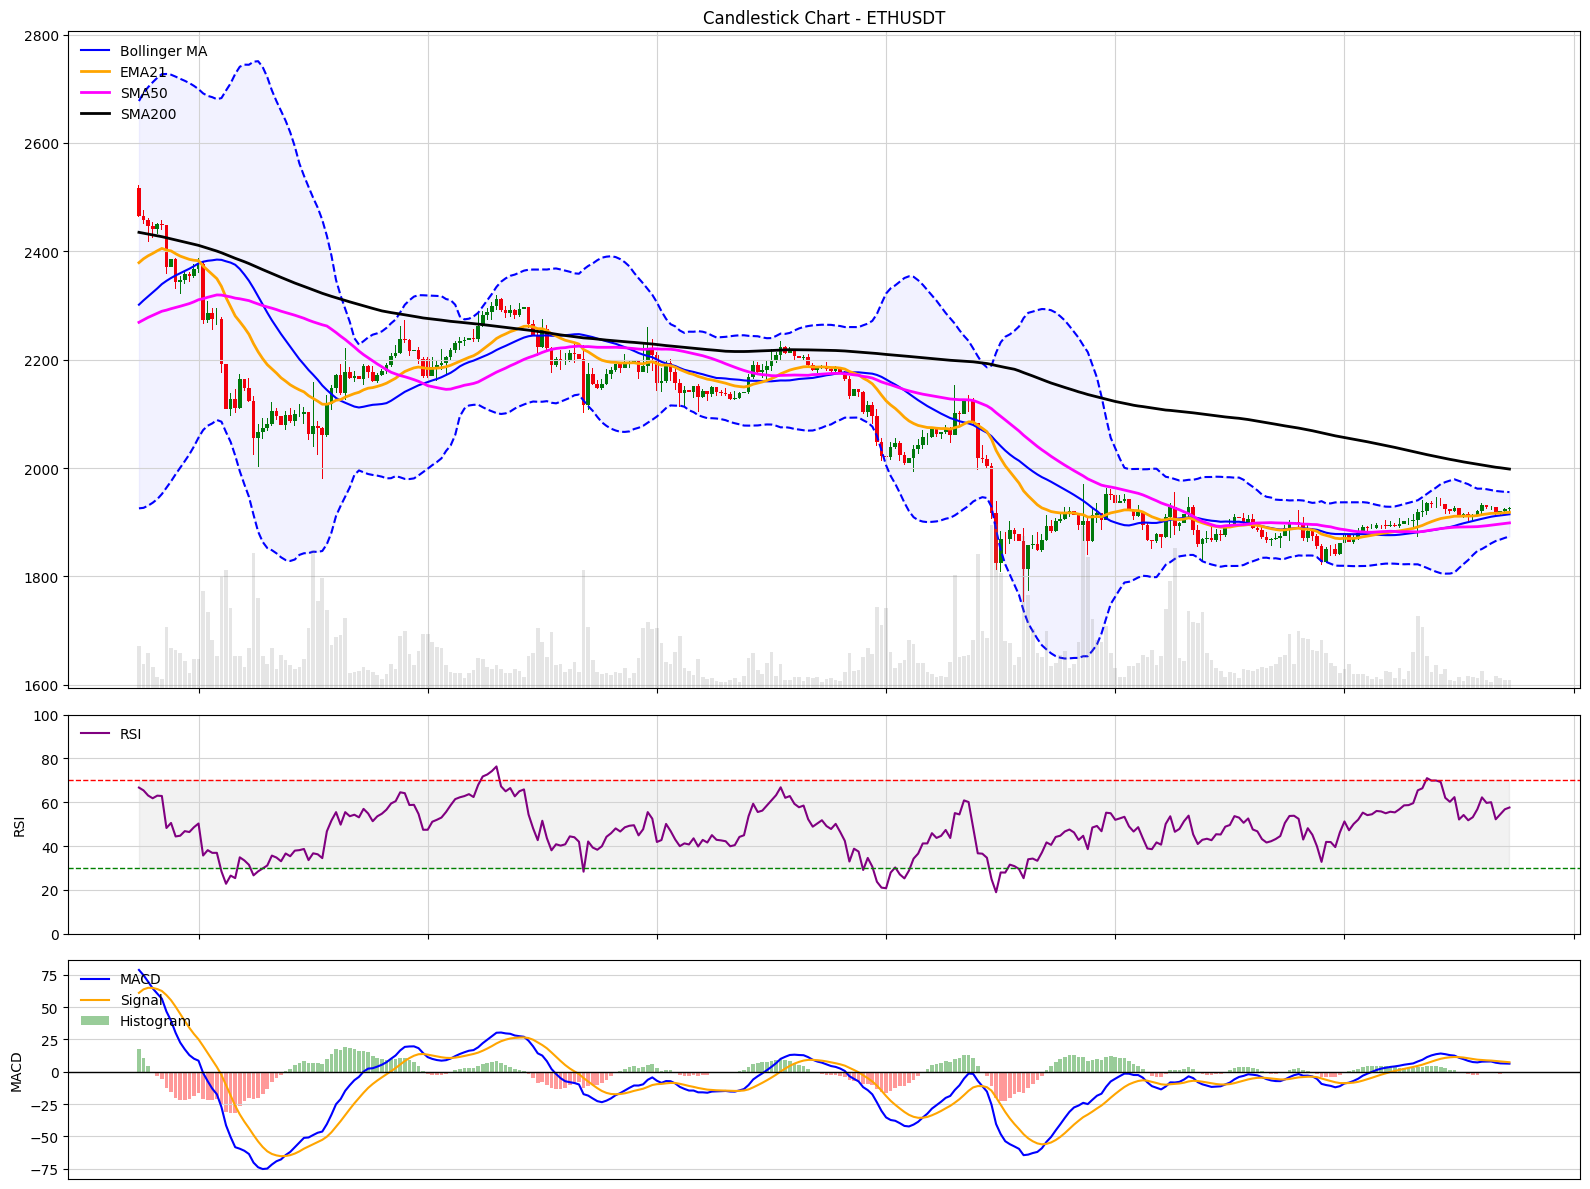 Candlestick Chart - ETHUSDT
2800
2600
2400
2200
2000
1800
1600
Bollinger MA
EMA21
SMA50
SMA200
100
80
60
40
20
0
RSI
RSI
75
50
25
0
−25
−50
−75
MACD
MACD
Signal
Histogram